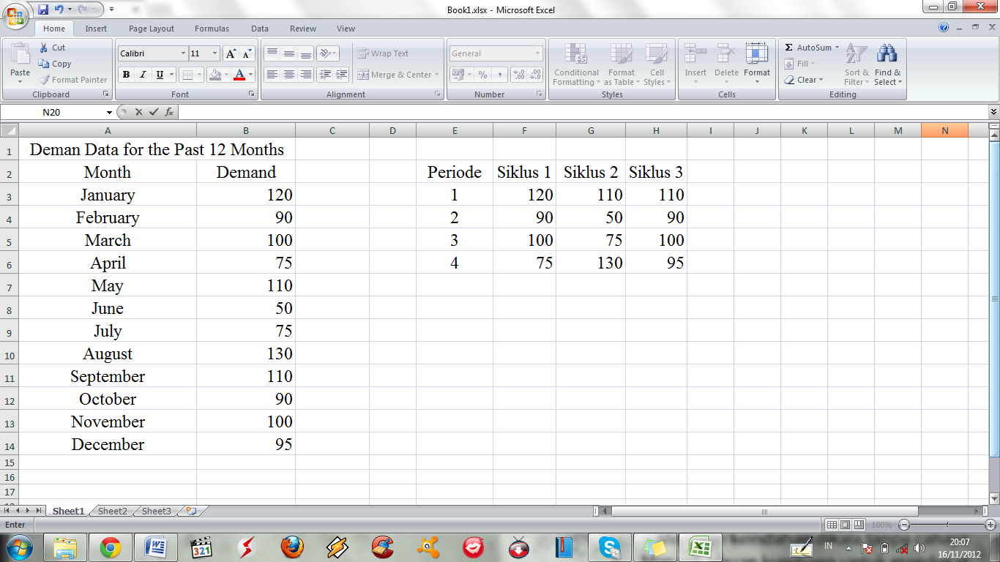 Book1.xlsx - Microsoft Excel
Home Insert Page Layout Formulas Data Review View
Paste
Cut
Copy
Format Painter
Clipboard
Calibri 11
B I U
Font
Wrap Text
Merge & Center
Alignment
General
% ,
Number
Conditional Formatting
Format as Table
Cell Styles
Styles
Insert Delete Format
Cells
Σ AutoSum
Fill
Clear
Sort & Filter
Find & Select
Editing
N20 fx
A B C D E F G H I J K L M N
1 Deman Data for the Past 12 Months
2 Month Demand Periode Siklus 1 Siklus 2 Siklus 3
3 January 120 1 120 110 110
4 February 90 2 90 50 90
5 March 100 3 100 75 100
6 April 75 4 75 130 95
7 May 110
8 June 50
9 July 75
10 August 130
11 September 110
12 October 90
13 November 100
14 December 95
15
16
17
Sheet1 Sheet2 Sheet3
Enter 100%
321 IN 20:07
16/11/2012